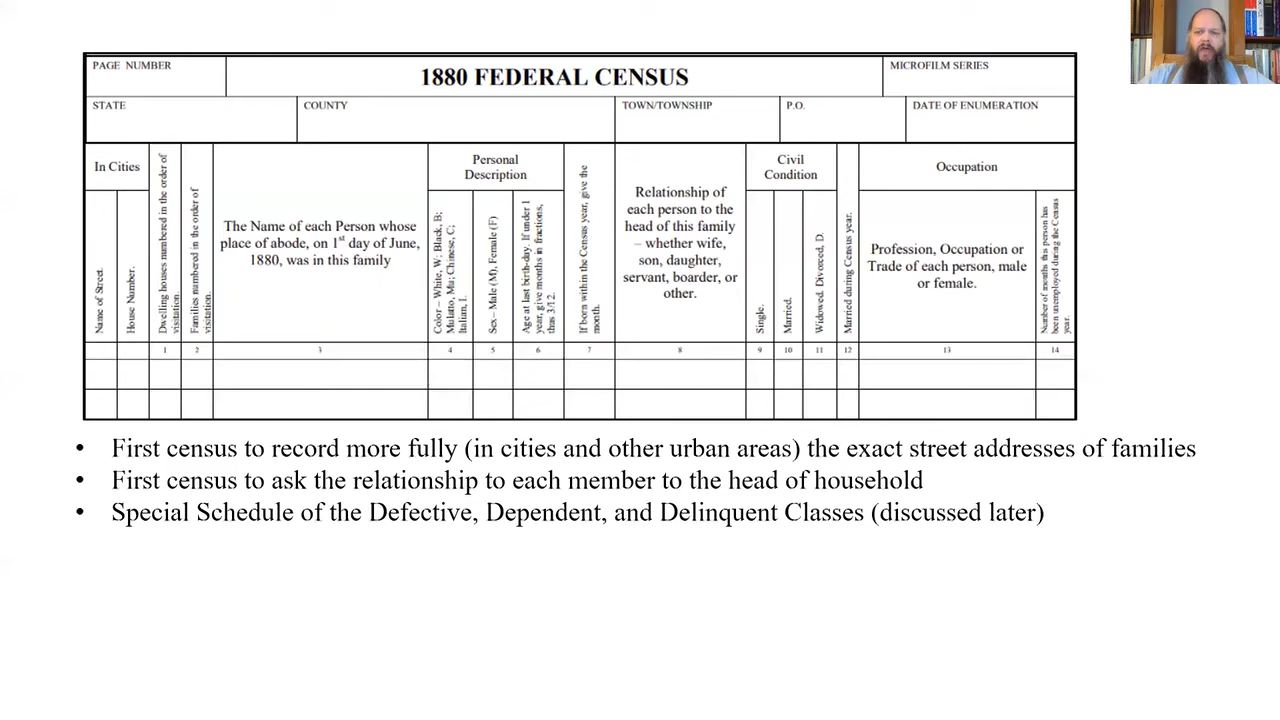 PAGE NUMBER
1880 FEDERAL CENSUS
MICROFILM SERIES
STATE
COUNTY
TOWN/TOWNSHIP
P.O.
DATE OF ENUMERATION
In Cities
Name of Street.
House Number.
Dwelling houses numbered in the order of
visitation.
Families numbered in the order of
visitation.
The Name of each Person whose
place of abode, on 1st day of June,
1880, was in this family
Personal
Description
Color – White, W; Black, B;
Mulatto, Mu; Chinese, C;
Italian, I.
Sex– Male (M), Female (F)
Age at last birth-day. If under 1
year, give months in fractions,
thus 3/12.
If born within the Census year, give the
month.
Relationship of
each person to the
head of this family
– whether wife,
son, daughter,
servant, boarder, or
other.
Civil
Condition
Single.
Married.
Widowed. Divorced, D.
Married during Census year.
Occupation
Profession, Occupation or
Trade of each person, male
or female.
Number of months this person has
been unemployed during the Census
year.
1 2 3 4 5 6 7 8 9 10 11 12 13 14
• First census to record more fully (in cities and other urban areas) the exact street addresses of families
• First census to ask the relationship to each member to the head of household
• Special Schedule of the Defective, Dependent, and Delinquent Classes (discussed later)